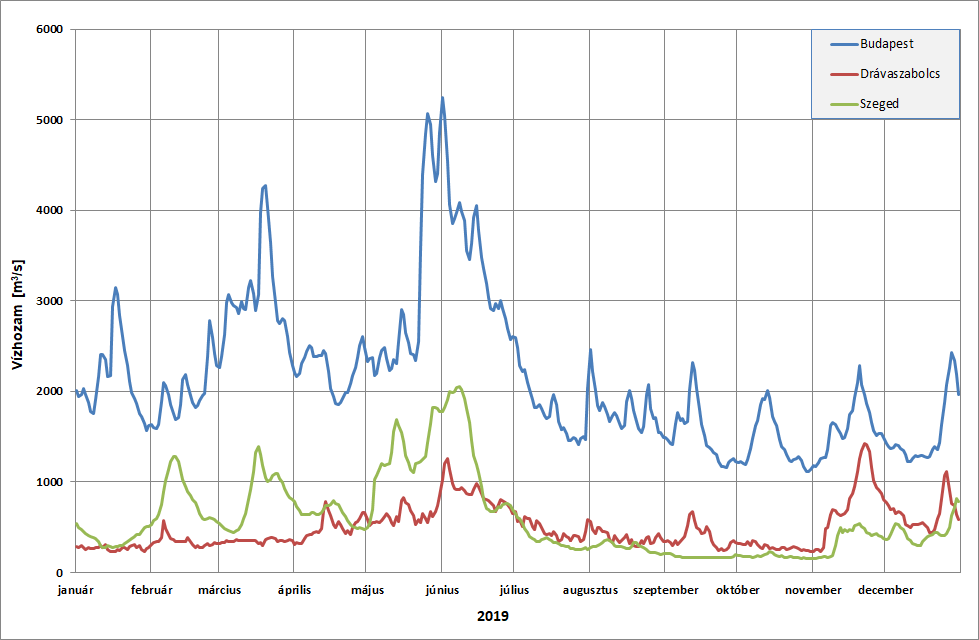 6000
5000
4000
3000
2000
1000
0
Vízhozam [m³/s]
Budapest
Drávaszabolcs
Szeged
január február március április május június július augusztus szeptember október november december
2019